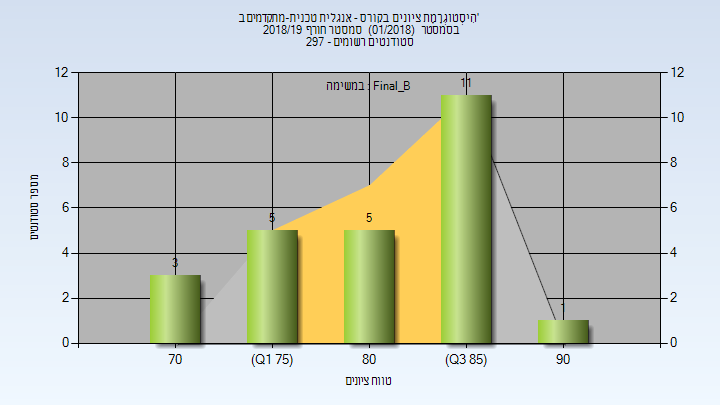 היסטוגרמת ציונים בקורס - אנגלית טכנית-מתקדמים ב'
בסמסטר (01/2018) סמסטר חורף 2018/19
סטודנטים רשומים - 297
במשימה : Final_B
12 12
10 10
8 8
6 6
4 4
2 2
0 0
מספר סטודנטים
3 5 5 11 1
70 (Q1 75) 80 (Q3 85) 90
טווח ציונים